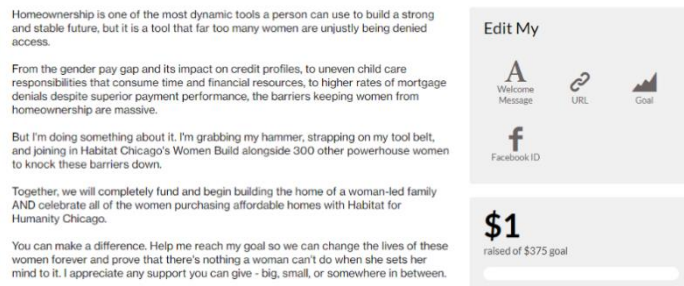 Homeownership is one of the most dynamic tools a person can use to build a strong
and stable future, but it is a tool that far too many women are unjustly being denied
access.
From the gender pay gap and its impact on credit profiles, to uneven child care
responsibilities that consume time and financial resources, to higher rates of mortgage
denials despite superior payment performance, the barriers keeping women from
homeownership are massive.
But I'm doing something about it. I'm grabbing my hammer, strapping on my tool belt,
and joining in Habitat Chicago's Women Build alongside 300 other powerhouse women
to knock these barriers down.
Together, we will completely fund and begin building the home of a woman-led family
AND celebrate all of the women purchasing affordable homes with Habitat for
Humanity Chicago.
You can make a difference. Help me reach my goal so we can change the lives of these
women forever and prove that there's nothing a woman can't do when she sets her
mind to it. I appreciate any support you can give - big, small, or somewhere in between.
Edit My
A
Welcome
Message
URL
Goal
f
Facebook ID
$1
raised of $375 goal